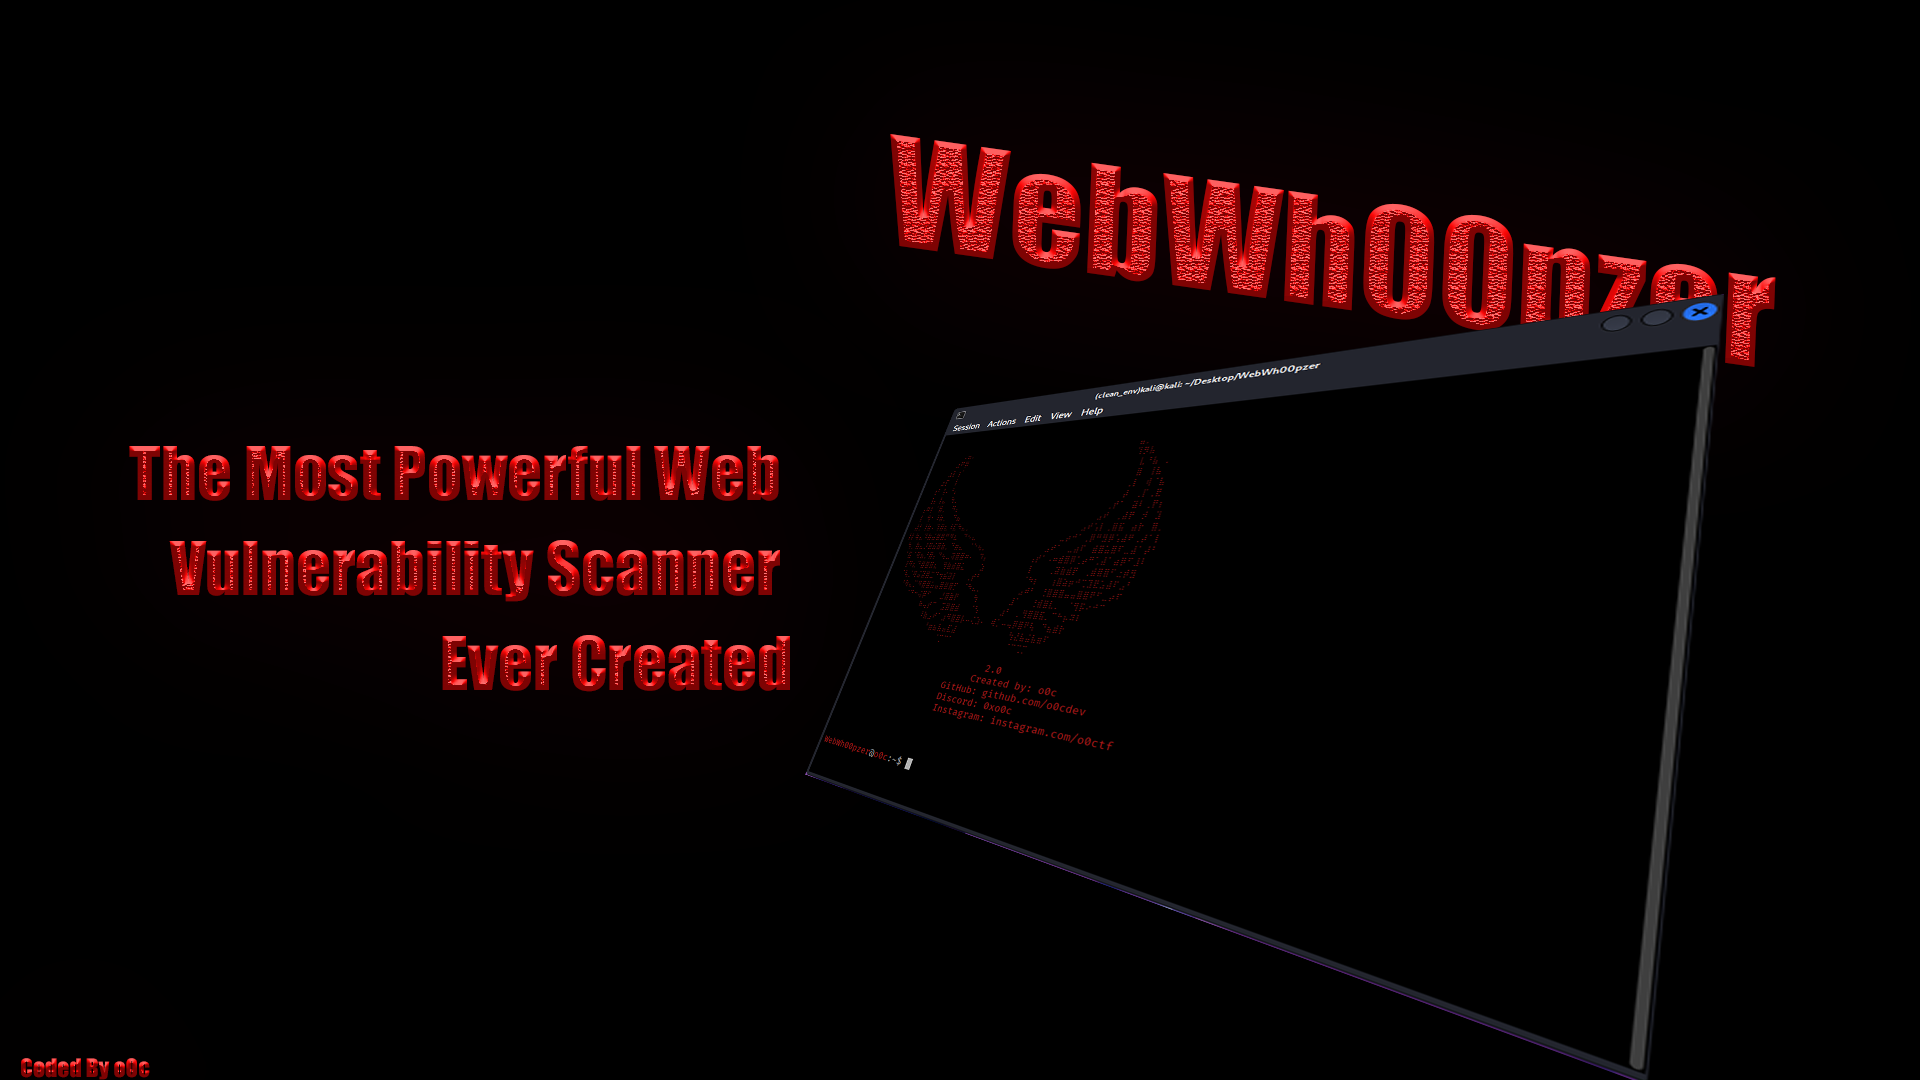 WebWh00pzer
The Most Powerful Web
Vulnerability Scanner
Ever Created
(clean_env)kali@kali: ~/Desktop/WebWh00pzer
Session Actions Edit View Help
2.0
Created by: o0c
GitHub: github.com/o0cdev
Discord: 0xo0c
Instagram: instagram.com/o0ctf
WebWh00pzer@o0c:~$
Coded By o0c